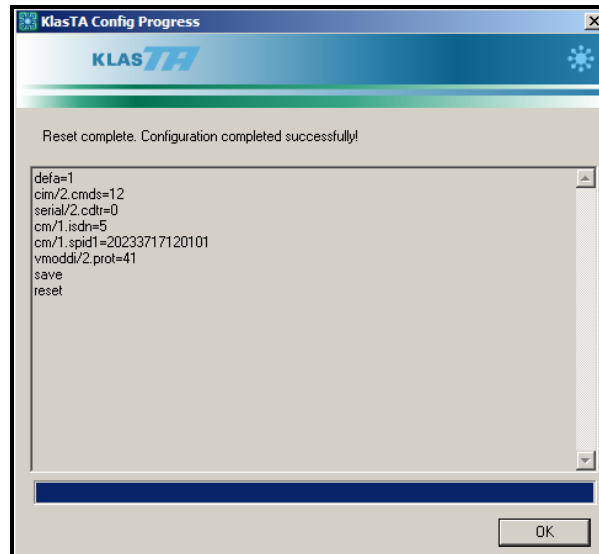 KlasTA Config Progress
KLAS TA
Reset complete. Configuration completed successfully!
defa=1
cim/2.cmds=12
serial/2.cdtr=0
cm/1.isdn=5
cm/1.spid1=20233717120101
vmoddi/2.prot=41
save
reset
OK